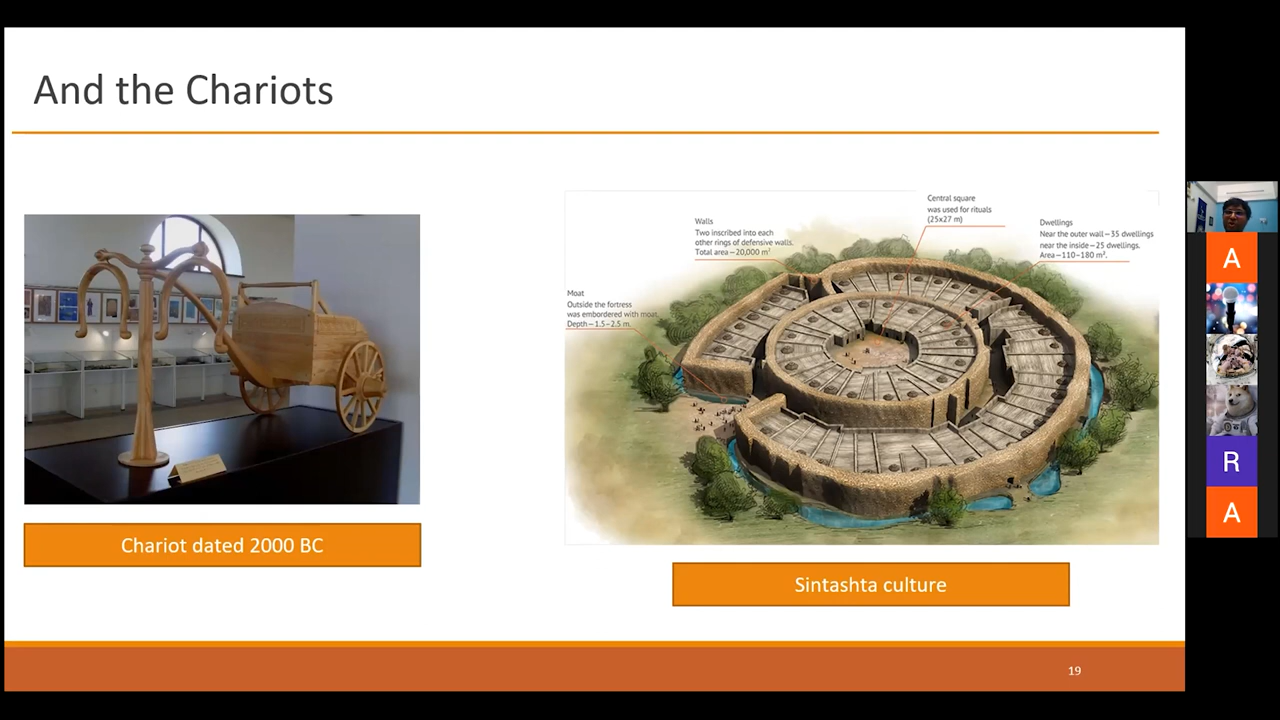 And the Chariots
Central square
was used for rituals
(25x27 m)
Walls
Two inscribed into each
other rings of defensive walls.
Total area—20,000 m²
Dwellings
Near the outer wall—35 dwellings
near the inside—25 dwellings.
Area—110–180 m².
Moat
Outside the fortress
was embordered with moat.
Depth—1.5–2.5 m.
Chariot dated 2000 BC
Sintashta culture
19
A
R
A